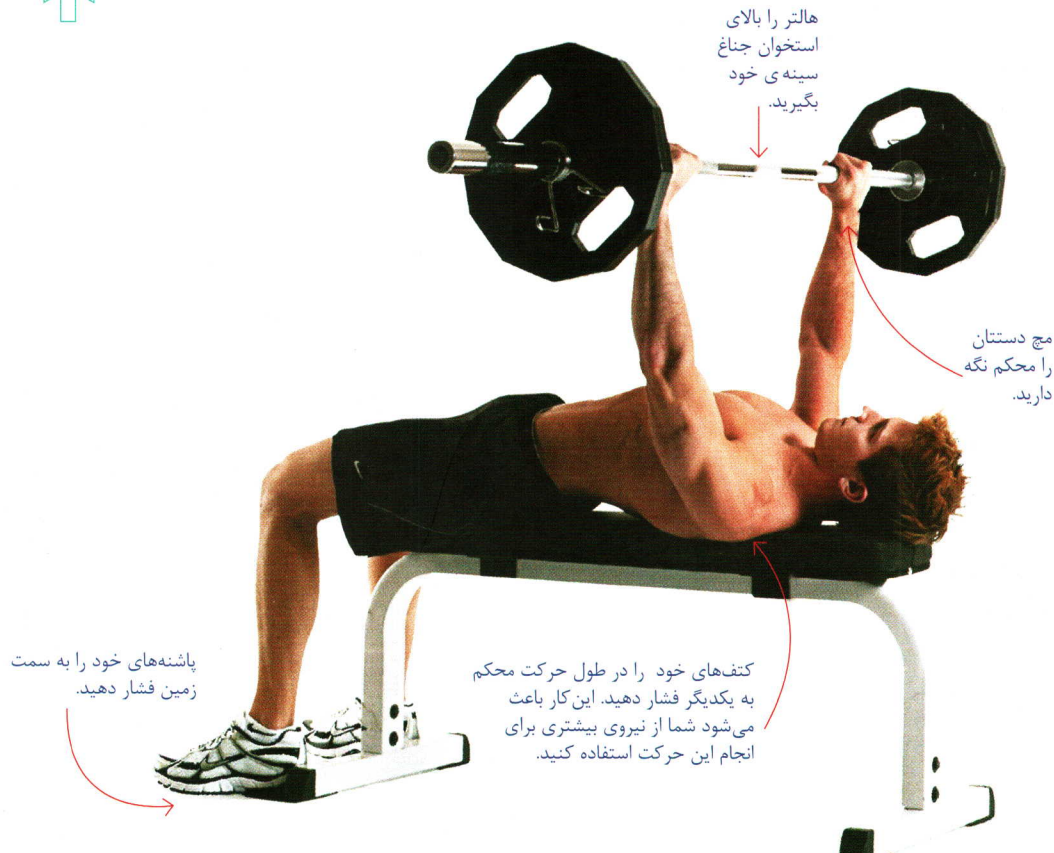 هالتر را بالای
استخوان جناغ
سینه ی خود
بگیرید.
مچ دستتان
را محکم نگه
دارید.
کتف‌های خود را در طول حرکت محکم
به یکدیگر فشار دهید. این کار باعث
می‌شود شما از نیروی بیشتری برای
انجام این حرکت استفاده کنید.
پاشنه‌های خود را به سمت
زمین فشار دهید.